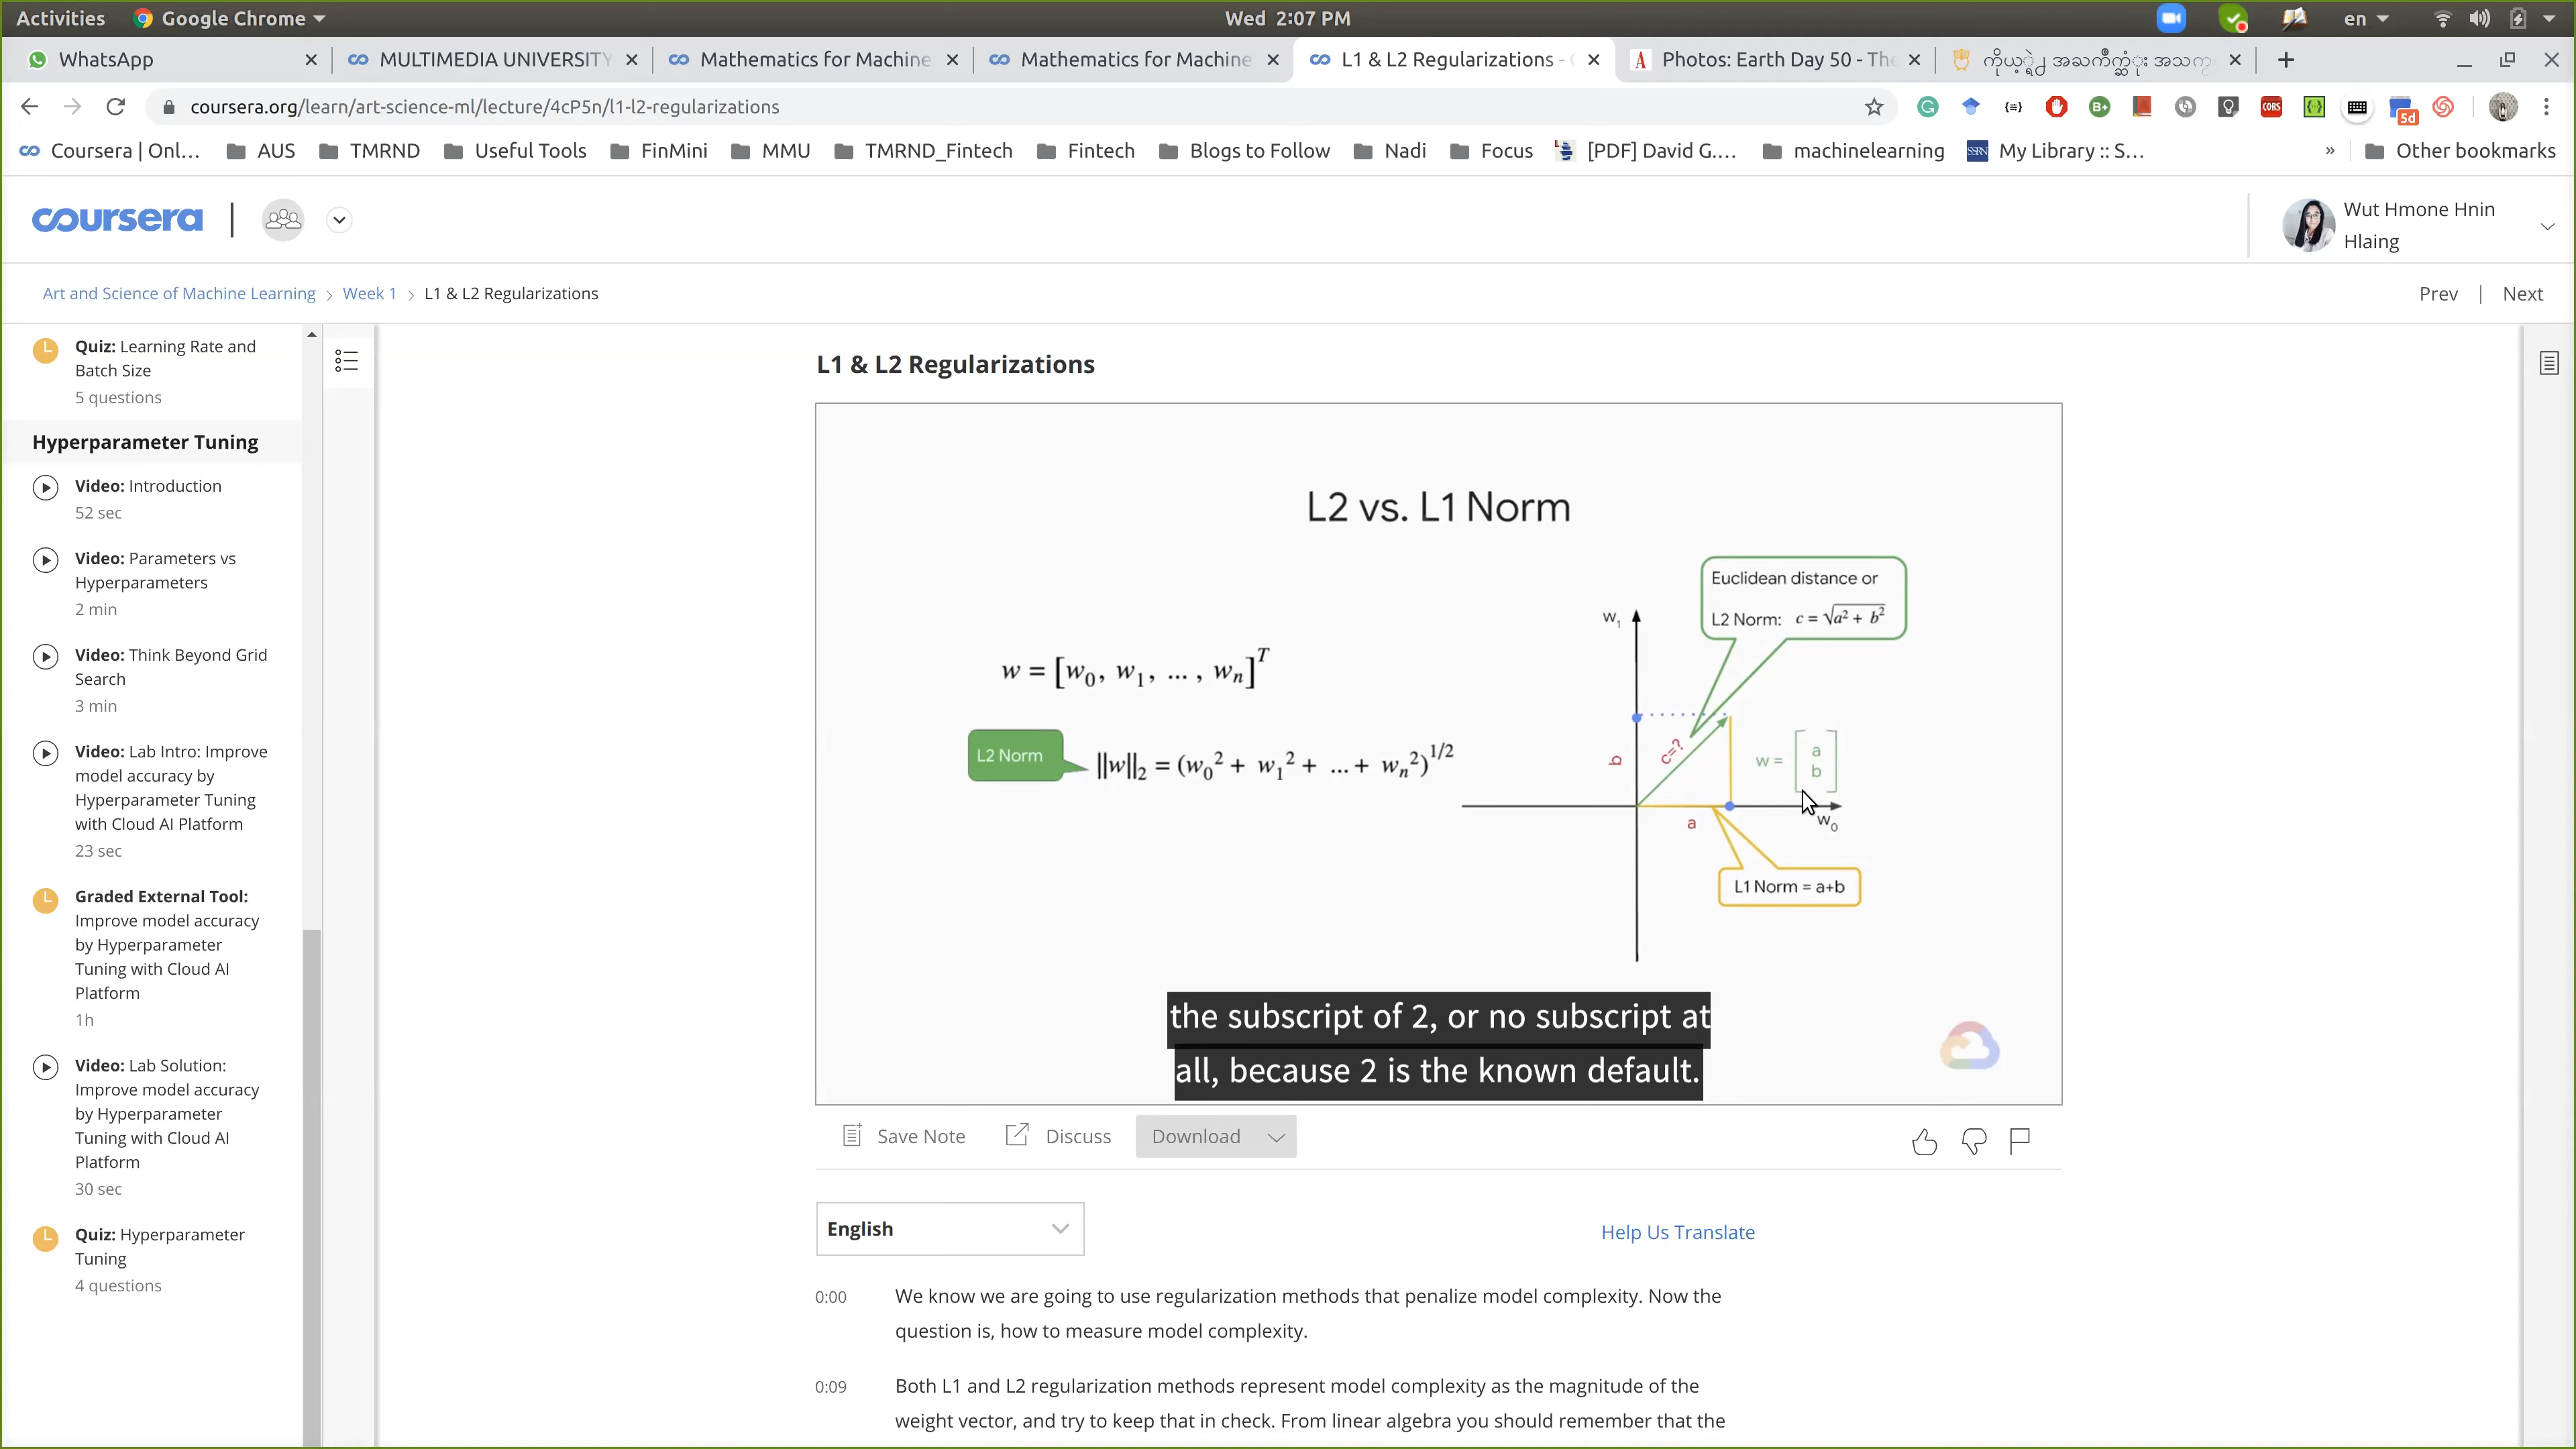 Activities Google Chrome Wed 2:07 PM en
WhatsApp MULTIMEDIA UNIVERSITY Mathematics for Machine Mathematics for Machine L1 & L2 Regularizations - Photos: Earth Day 50 - The
coursera.org/learn/art-science-ml/lecture/4cP5n/l1-l2-regularizations CORS 5d
Coursera | Onl... AUS TMRND Useful Tools FinMini MMU TMRND_Fintech Fintech Blogs to Follow Nadi Focus [PDF] David G.... machinelearning SSRN My Library :: S... » Other bookmarks
coursera
Wut Hmone Hnin
Hlaing
Art and Science of Machine Learning > Week 1 > L1 & L2 Regularizations
Prev | Next
Quiz: Learning Rate and
Batch Size
5 questions
Hyperparameter Tuning
Video: Introduction
52 sec
Video: Parameters vs
Hyperparameters
2 min
Video: Think Beyond Grid
Search
3 min
Video: Lab Intro: Improve
model accuracy by
Hyperparameter Tuning
with Cloud AI Platform
23 sec
Graded External Tool:
Improve model accuracy
by Hyperparameter
Tuning with Cloud AI
Platform
1h
Video: Lab Solution:
Improve model accuracy
by Hyperparameter
Tuning with Cloud AI
Platform
30 sec
Quiz: Hyperparameter
Tuning
4 questions
L1 & L2 Regularizations
L2 vs. L1 Norm
w = [w₀, w₁, ... , wₙ]ᵀ
L2 Norm
||w||₂ = (w₀² + w₁² + ... + wₙ²)^1/2
Euclidean distance or
L2 Norm: c = √a² + b²
w₁
b
c=?
w = [a
b]
a
w₀
L1 Norm = a+b
the subscript of 2, or no subscript at
all, because 2 is the known default.
Save Note Discuss Download
English
Help Us Translate
0:00 We know we are going to use regularization methods that penalize model complexity. Now the
question is, how to measure model complexity.
0:09 Both L1 and L2 regularization methods represent model complexity as the magnitude of the
weight vector, and try to keep that in check. From linear algebra you should remember that the